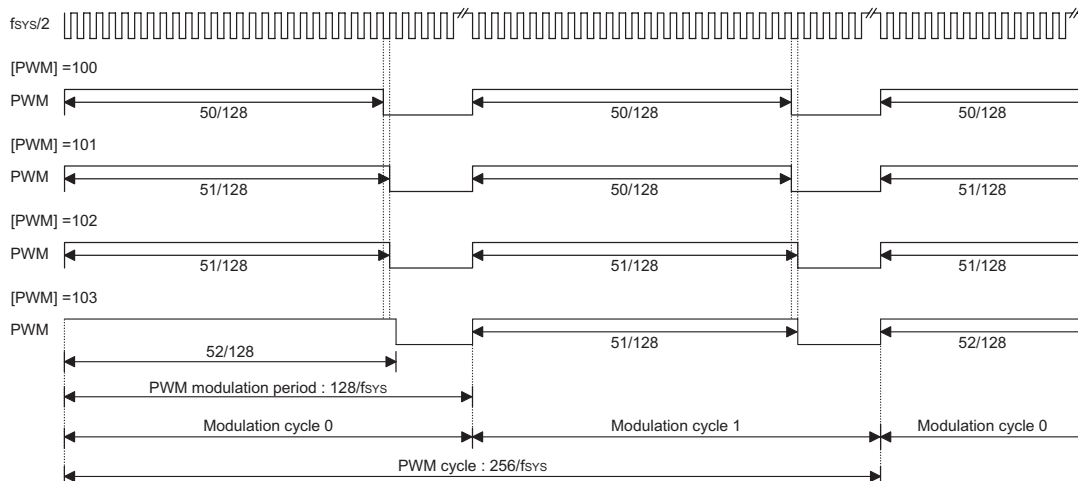 fSYS/2
[PWM] =100
PWM
50/128
50/128
50/128
[PWM] =101
PWM
51/128
50/128
51/128
[PWM] =102
PWM
51/128
51/128
51/128
[PWM] =103
PWM
52/128
51/128
52/128
PWM modulation period : 128/fSYS
Modulation cycle 0
Modulation cycle 1
Modulation cycle 0
PWM cycle : 256/fSYS